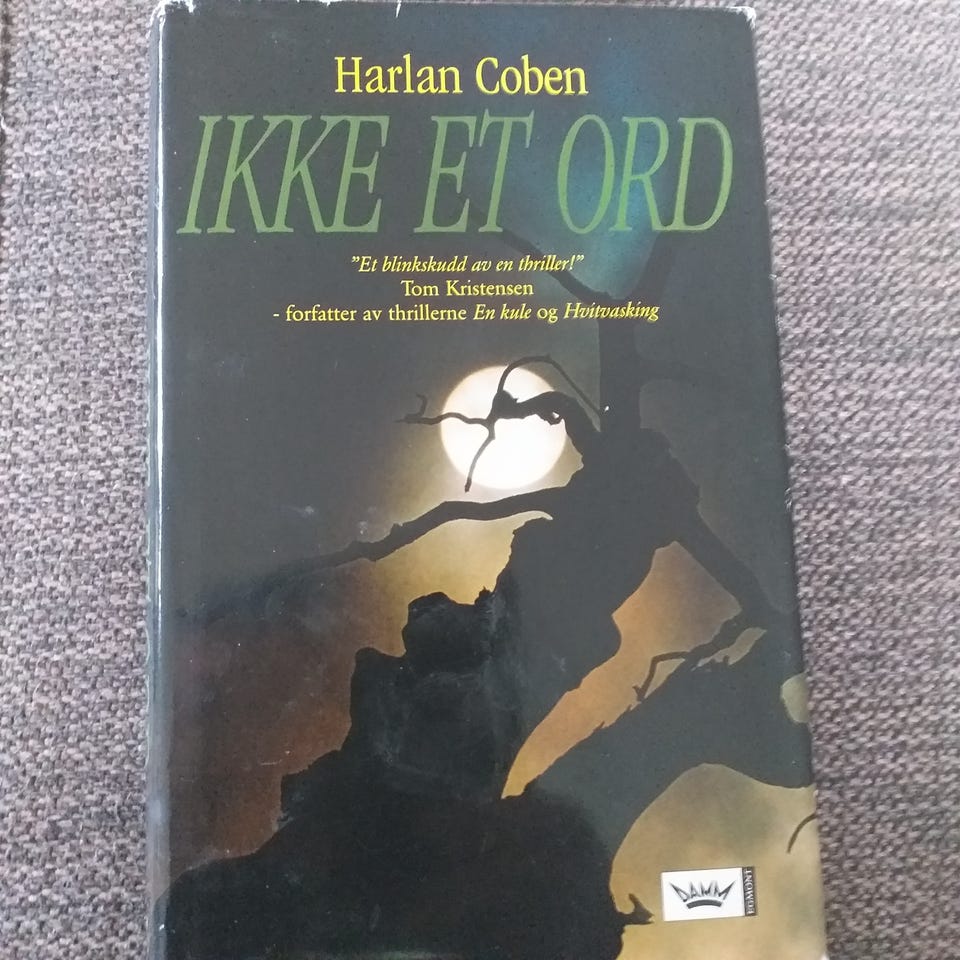 Harlan Coben
IKKE ET ORD
"Et blinkskudd av en thriller!"
Tom Kristensen
- forfatter av thrillerne En kule og Hvitvasking
DAMM
EGMONT